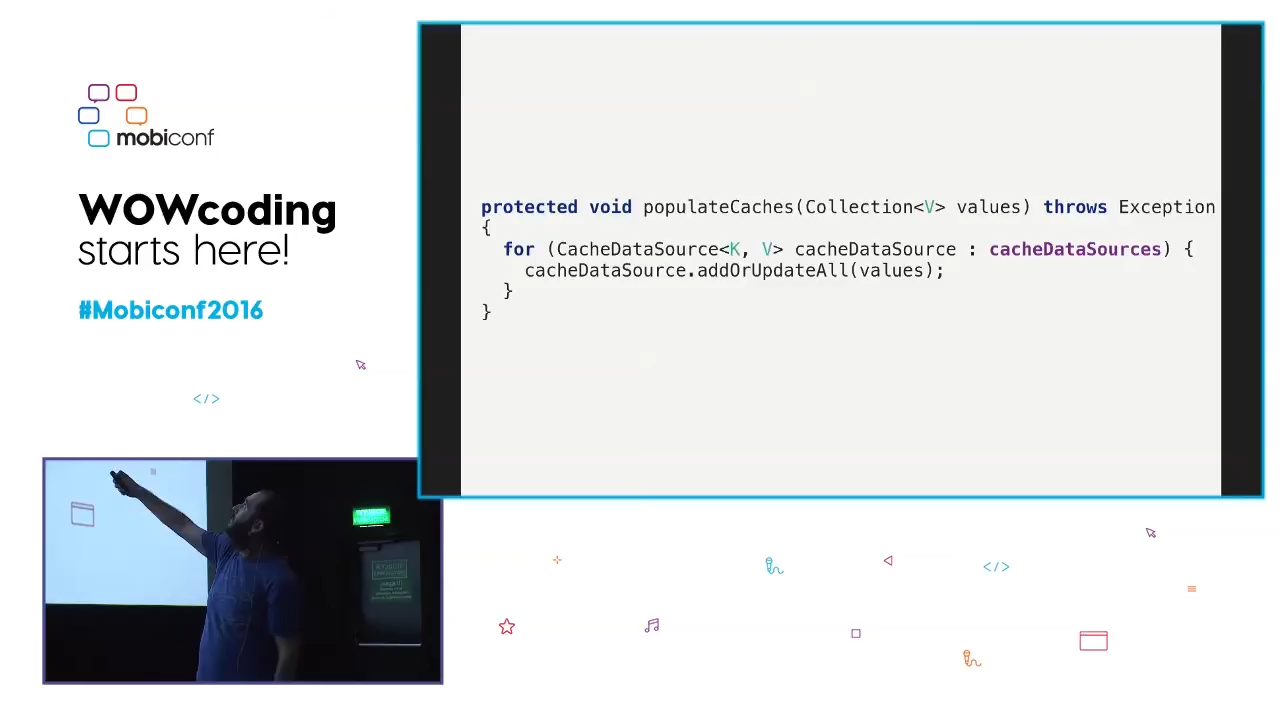 mobiconf
WOWcoding
starts here!
#Mobiconf2016
protected void populateCaches(Collection<V> values) throws Exception
{
  for (CacheDataSource<K, V> cacheDataSource : cacheDataSources) {
    cacheDataSource.addOrUpdateAll(values);
  }
}